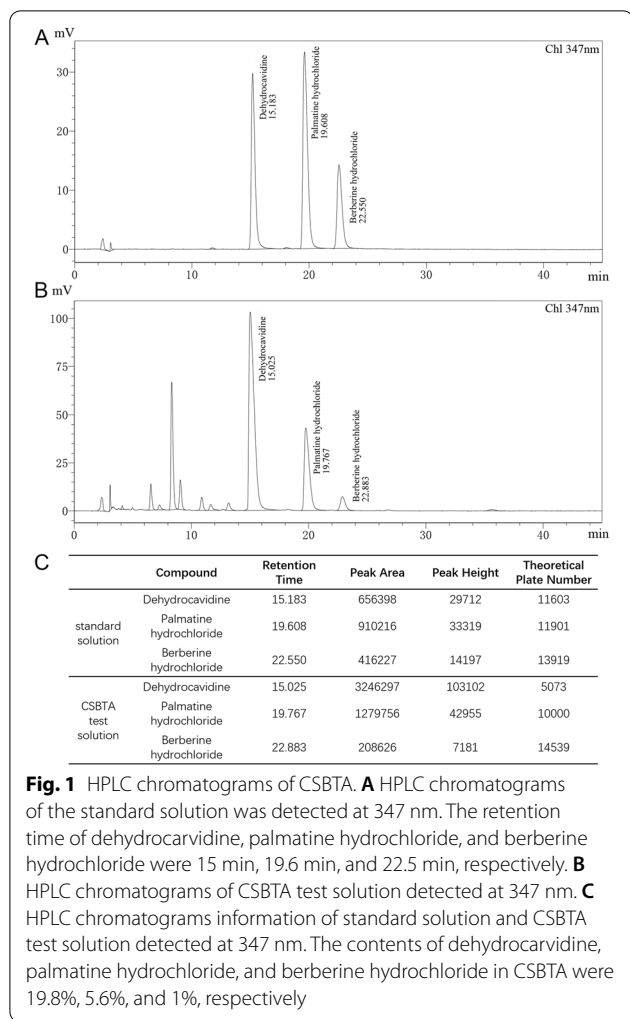 A mV
Chl 347nm
30
20
10
0
Dehydrocavidine
15.183
Palmatine hydrochloride
19.608
Berberine hydrochloride
22.550
0 10 20 30 40 min
B mV
Chl 347nm
100
75
50
25
0
Dehydrocavidine
15.025
Palmatine hydrochloride
19.767
Berberine hydrochloride
22.883
0 10 20 30 40 min
C
Compound Retention Time Peak Area Peak Height Theoretical Plate Number
standard solution
Dehydrocavidine 15.183 656398 29712 11603
Palmatine hydrochloride 19.608 910216 33319 11901
Berberine hydrochloride 22.550 416227 14197 13919
CSBTA test solution
Dehydrocavidine 15.025 3246297 103102 5073
Palmatine hydrochloride 19.767 1279756 42955 10000
Berberine hydrochloride 22.883 208626 7181 14539
Fig. 1 HPLC chromatograms of CSBTA. A HPLC chromatograms
of the standard solution was detected at 347 nm. The retention
time of dehydrocarvidine, palmatine hydrochloride, and berberine
hydrochloride were 15 min, 19.6 min, and 22.5 min, respectively. B
HPLC chromatograms of CSBTA test solution detected at 347 nm. C
HPLC chromatograms information of standard solution and CSBTA
test solution detected at 347 nm. The contents of dehydrocarvidine,
palmatine hydrochloride, and berberine hydrochloride in CSBTA were
19.8%, 5.6%, and 1%, respectively